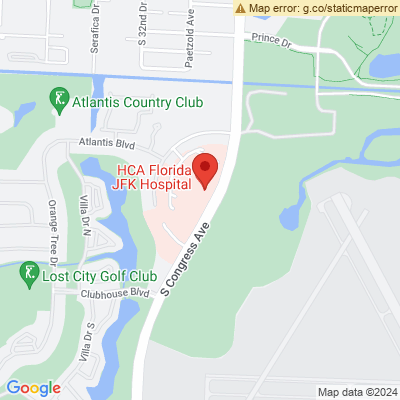 Map error: g.co/staticmaperror
Serafica Dr
S 32nd Dr
Paetzold Ave
Prince Dr
Atlantis Country Club
Atlantis Blvd
HCA Florida
JFK Hospital
Villa Dr N
Orange Tree Dr
S Congress Ave
Lost City Golf Club
Clubhouse Blvd
Villa Dr S
Google
Map data ©2024